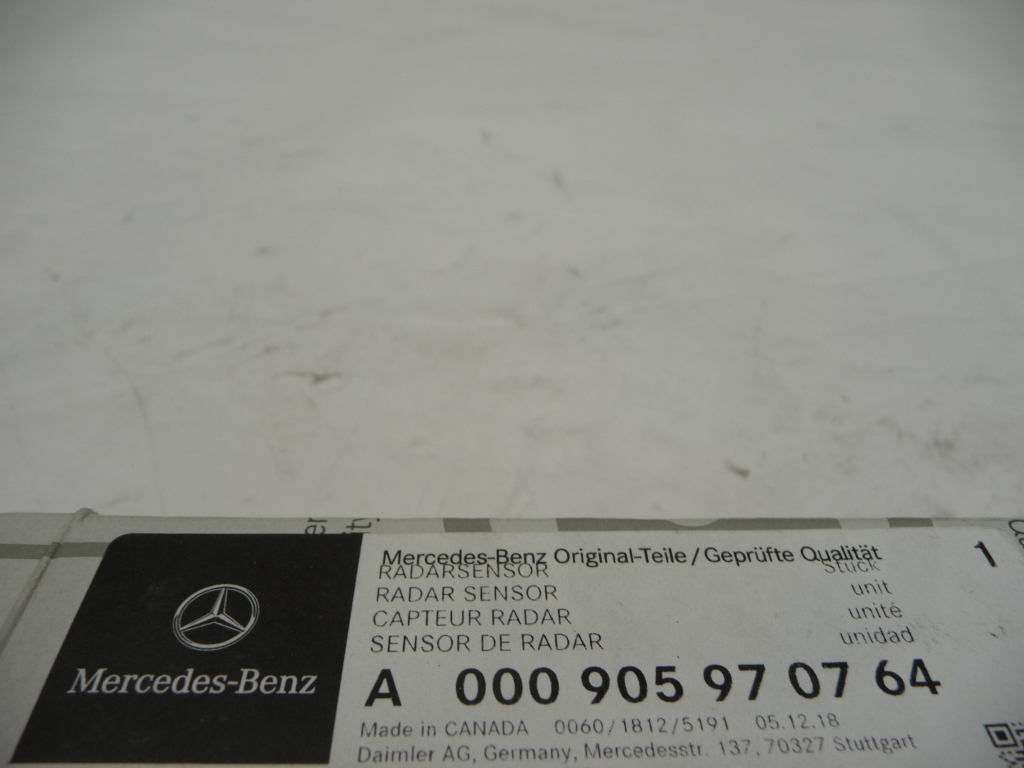 Mercedes-Benz Original-Teile / Geprüfte Qualität 1
RADARSENSOR Stück
RADAR SENSOR unit
CAPTEUR RADAR unité
SENSOR DE RADAR unidad
Mercedes-Benz
A 000 905 97 07 64
Made in CANADA 0060/1812/5191 05.12.18
Daimler AG, Germany, Mercedesstr. 137, 70327 Stuttgart